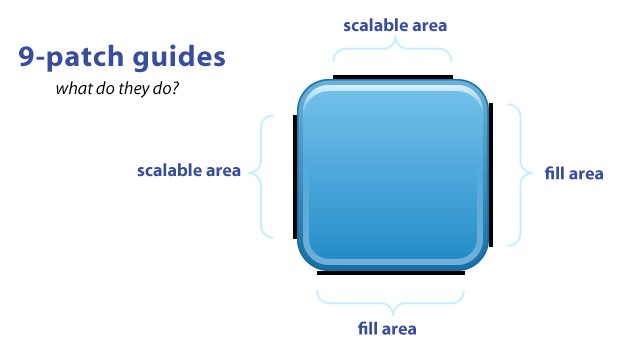 scalable area
9-patch guides
what do they do?
scalable area
fill area
fill area